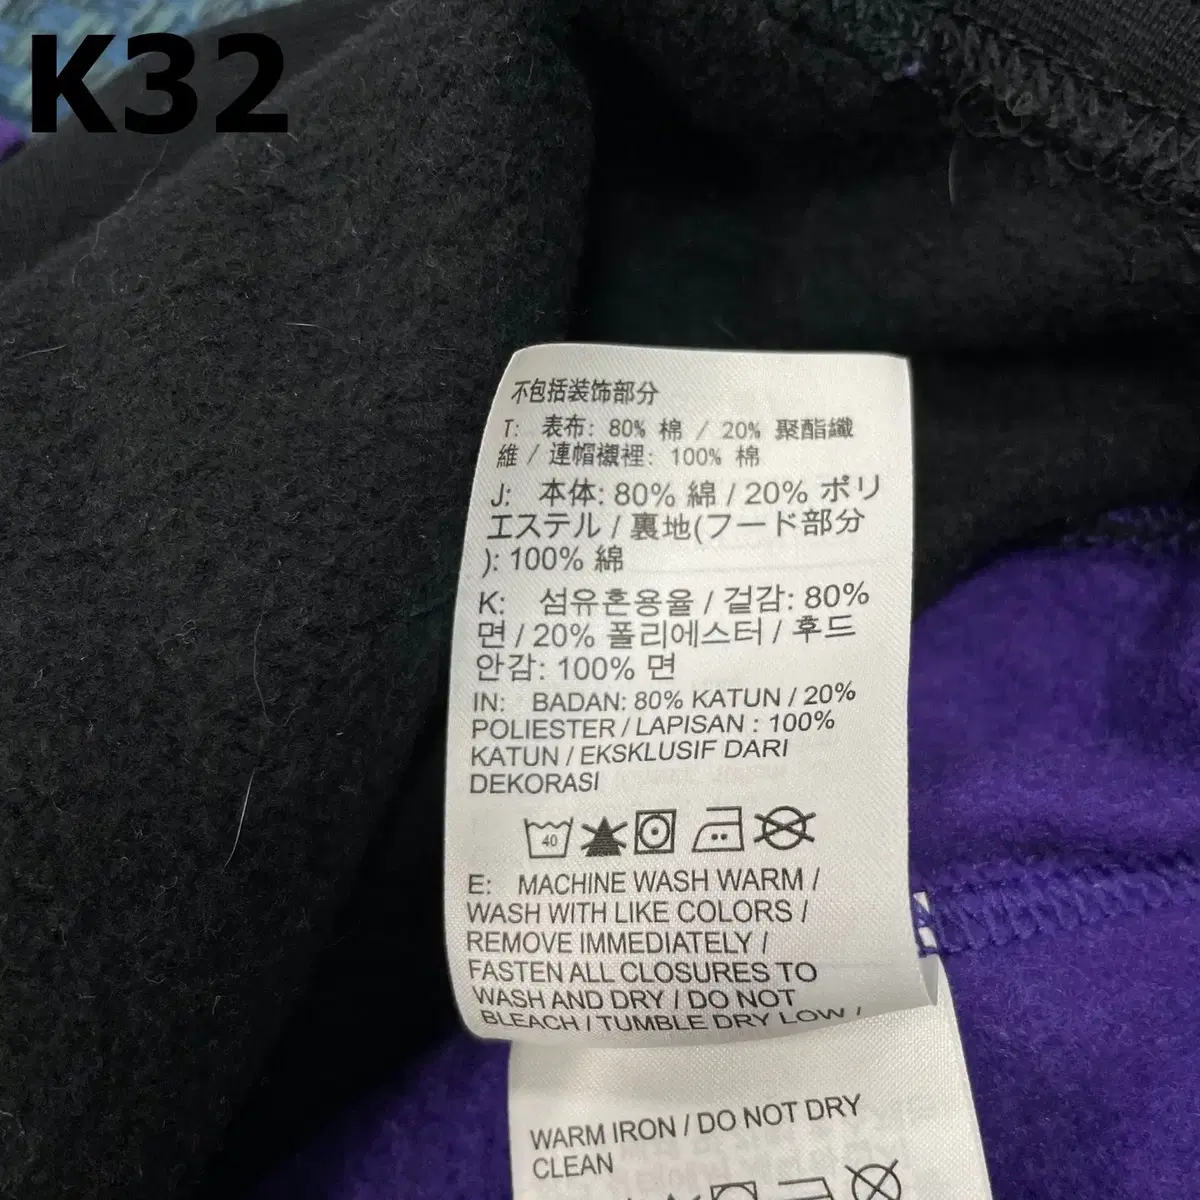 K32
不包括装饰部分
T: 表布: 80% 棉 / 20% 聚酯纖
維 / 連帽襯裡: 100% 棉
J: 本体: 80% 綿 / 20% ポリ
エステル / 裏地(フード部分
): 100% 綿
K: 섬유혼용율 / 겉감: 80%
면 / 20% 폴리에스터 / 후드
안감: 100% 면
IN: BADAN: 80% KATUN / 20%
POLIESTER / LAPISAN : 100%
KATUN / EKSKLUSIF DARI
DEKORASI
40
E: MACHINE WASH WARM /
WASH WITH LIKE COLORS /
REMOVE IMMEDIATELY /
FASTEN ALL CLOSURES TO
WASH AND DRY / DO NOT
BLEACH / TUMBLE DRY LOW /
WARM IRON / DO NOT DRY
CLEAN